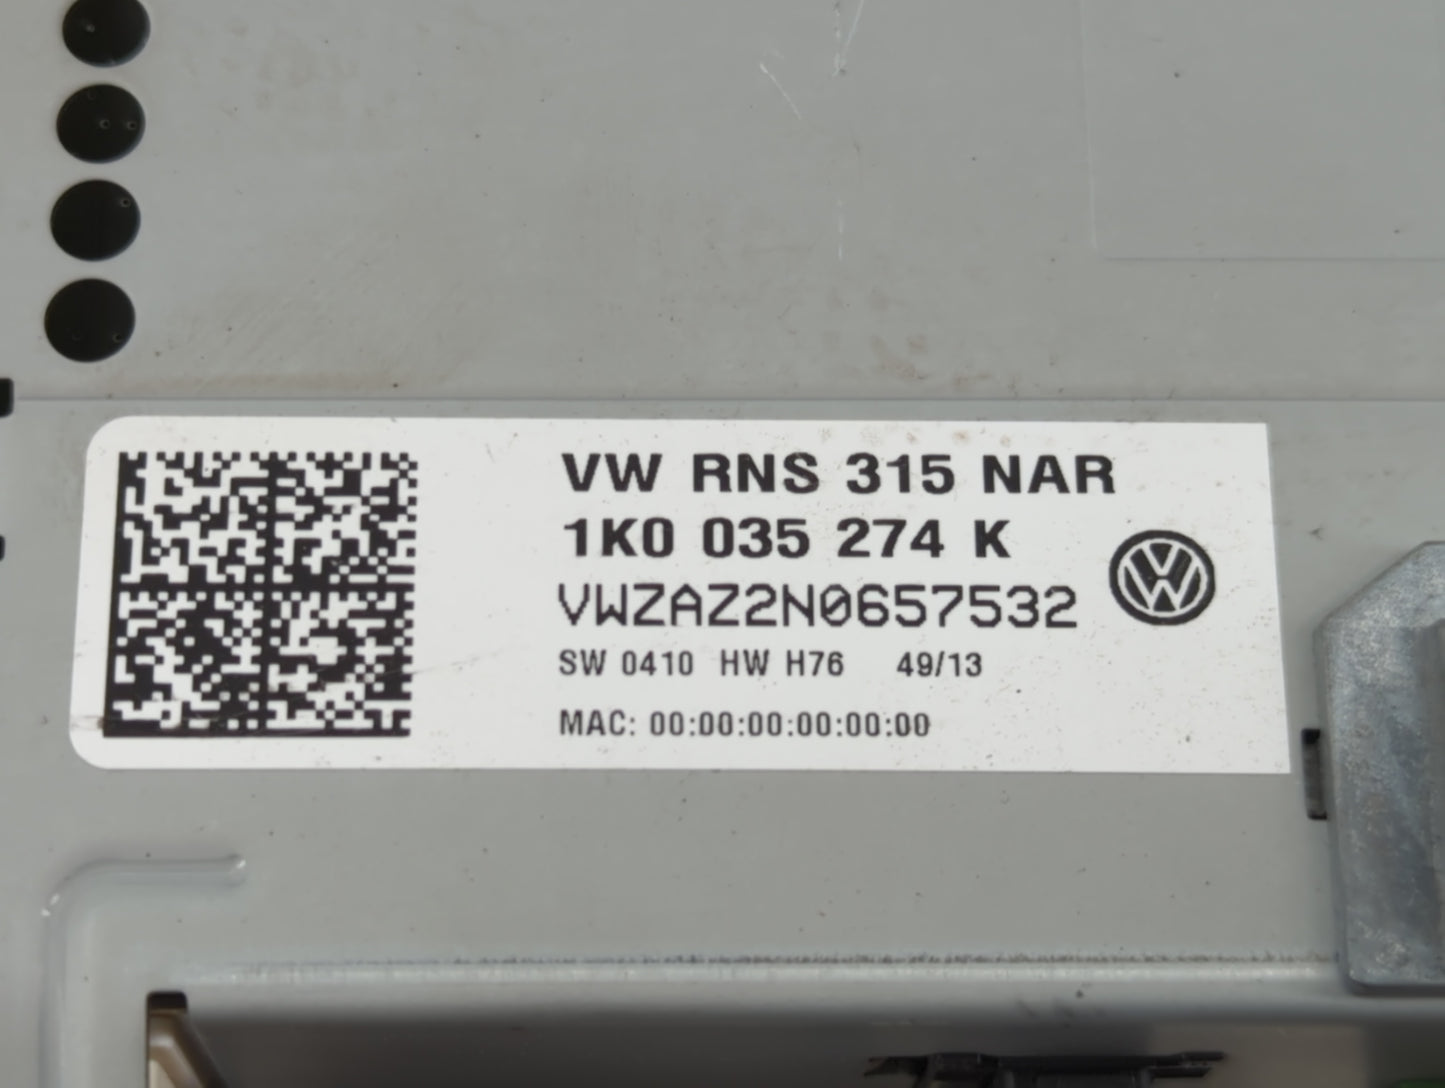 VW RNS 315 NAR
1K0 035 274 K
VWZAZ2N0657532
SW 0410 HW H76 49/13
MAC: 00:00:00:00:00:00